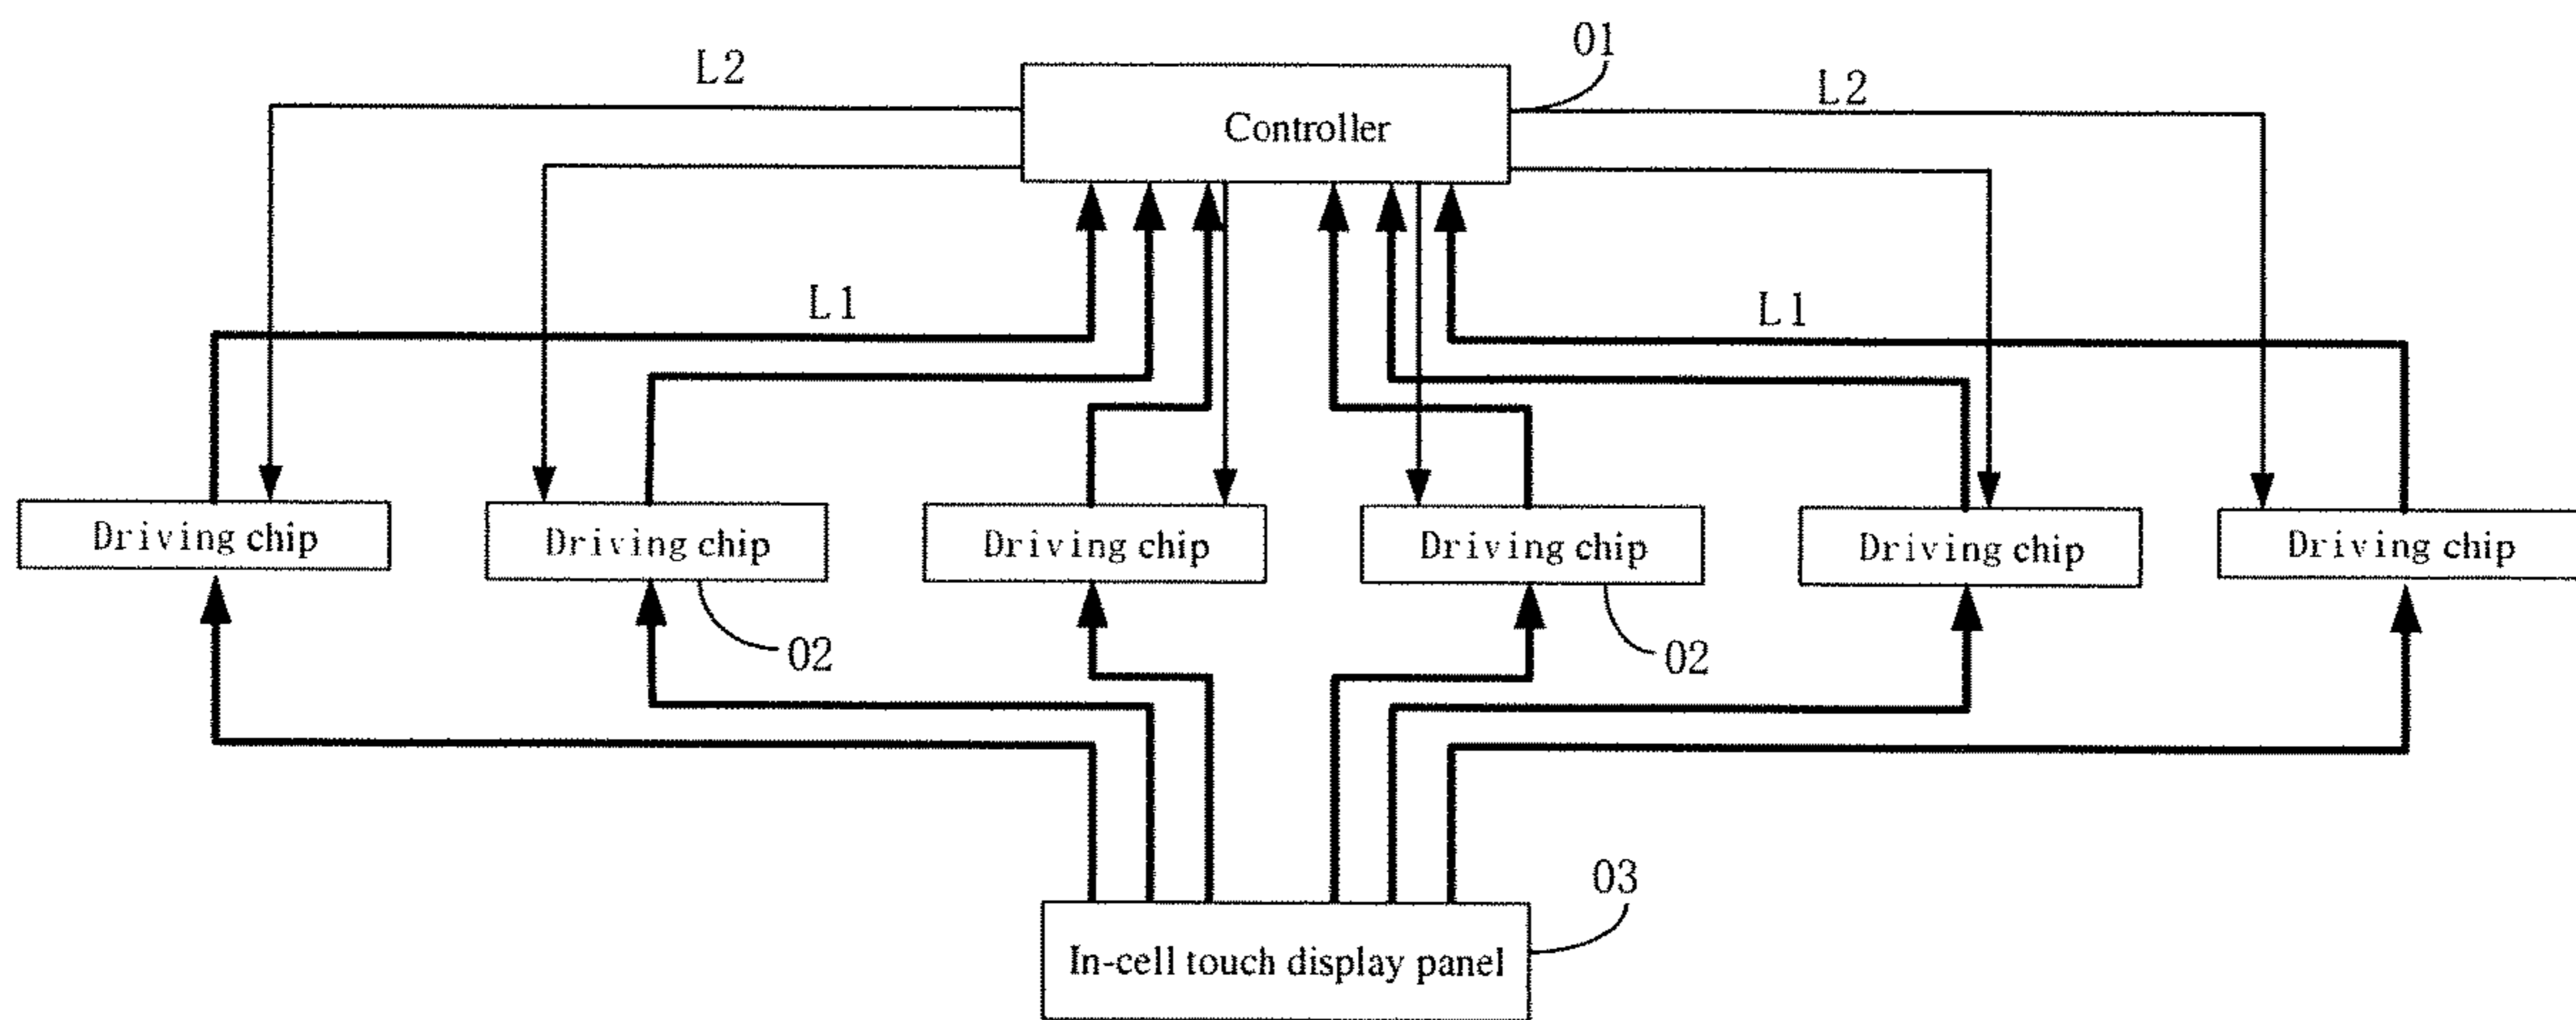 01
L2
L2
Controller
L1
L1
Driving chip
Driving chip
Driving chip
Driving chip
Driving chip
Driving chip
02
02
03
In-cell touch display panel